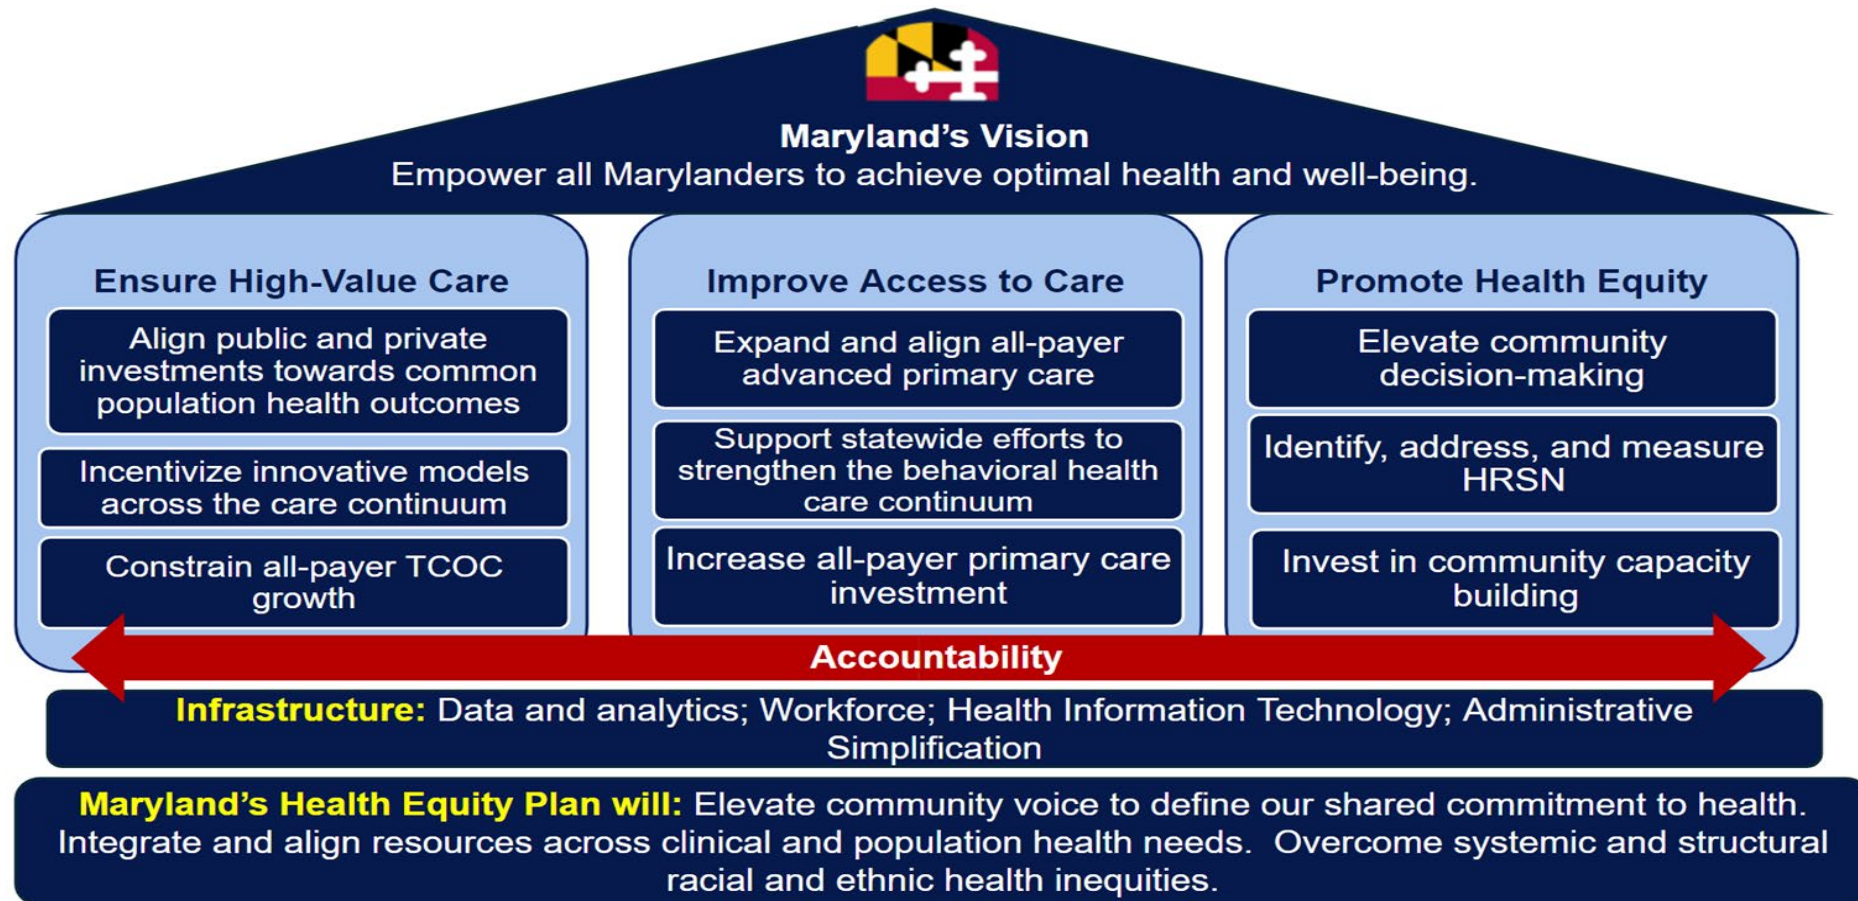 Maryland’s Vision
Empower all Marylanders to achieve optimal health and well-being.
Ensure High-Value Care
Align public and private
investments towards common
population health outcomes
Incentivize innovative models
across the care continuum
Constrain all-payer TCOC
growth
Improve Access to Care
Expand and align all-payer
advanced primary care
Support statewide efforts to
strengthen the behavioral health
care continuum
Increase all-payer primary care
investment
Promote Health Equity
Elevate community
decision-making
Identify, address, and measure
HRSN
Invest in community capacity
building
Accountability
Infrastructure: Data and analytics; Workforce; Health Information Technology; Administrative
Simplification
Maryland’s Health Equity Plan will: Elevate community voice to define our shared commitment to health.
Integrate and align resources across clinical and population health needs.  Overcome systemic and structural
racial and ethnic health inequities.